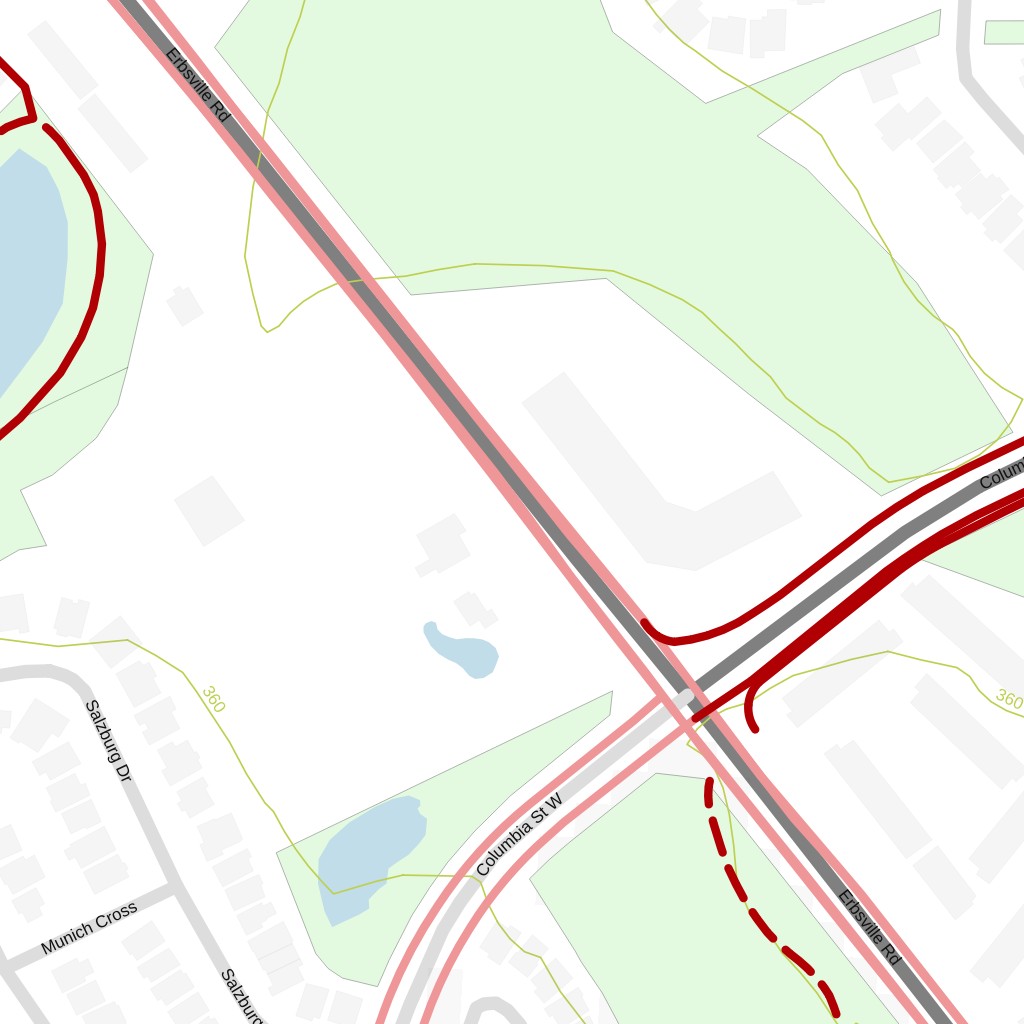 Erbsville Rd
Colum
360
360
Salzburg Dr
Columbia St W
Munich Cross
Erbsville Rd
Salzburg